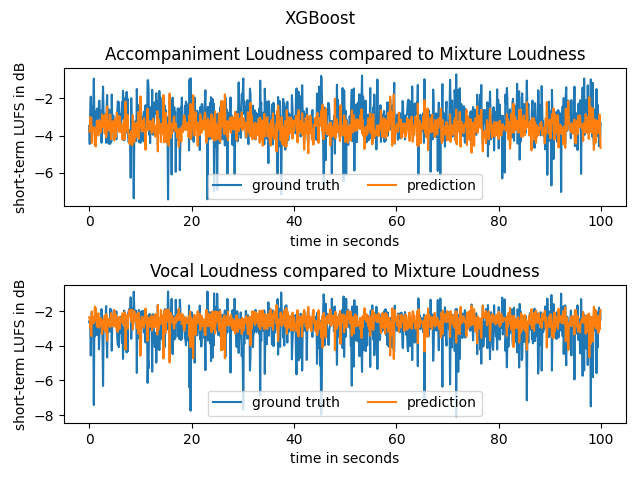 XGBoost
Accompaniment Loudness compared to Mixture Loudness
short-term LUFS in dB
−2
−4
−6
ground truth
prediction
0
20
40
60
80
100
time in seconds
Vocal Loudness compared to Mixture Loudness
short-term LUFS in dB
−2
−4
−6
−8
ground truth
prediction
0
20
40
60
80
100
time in seconds